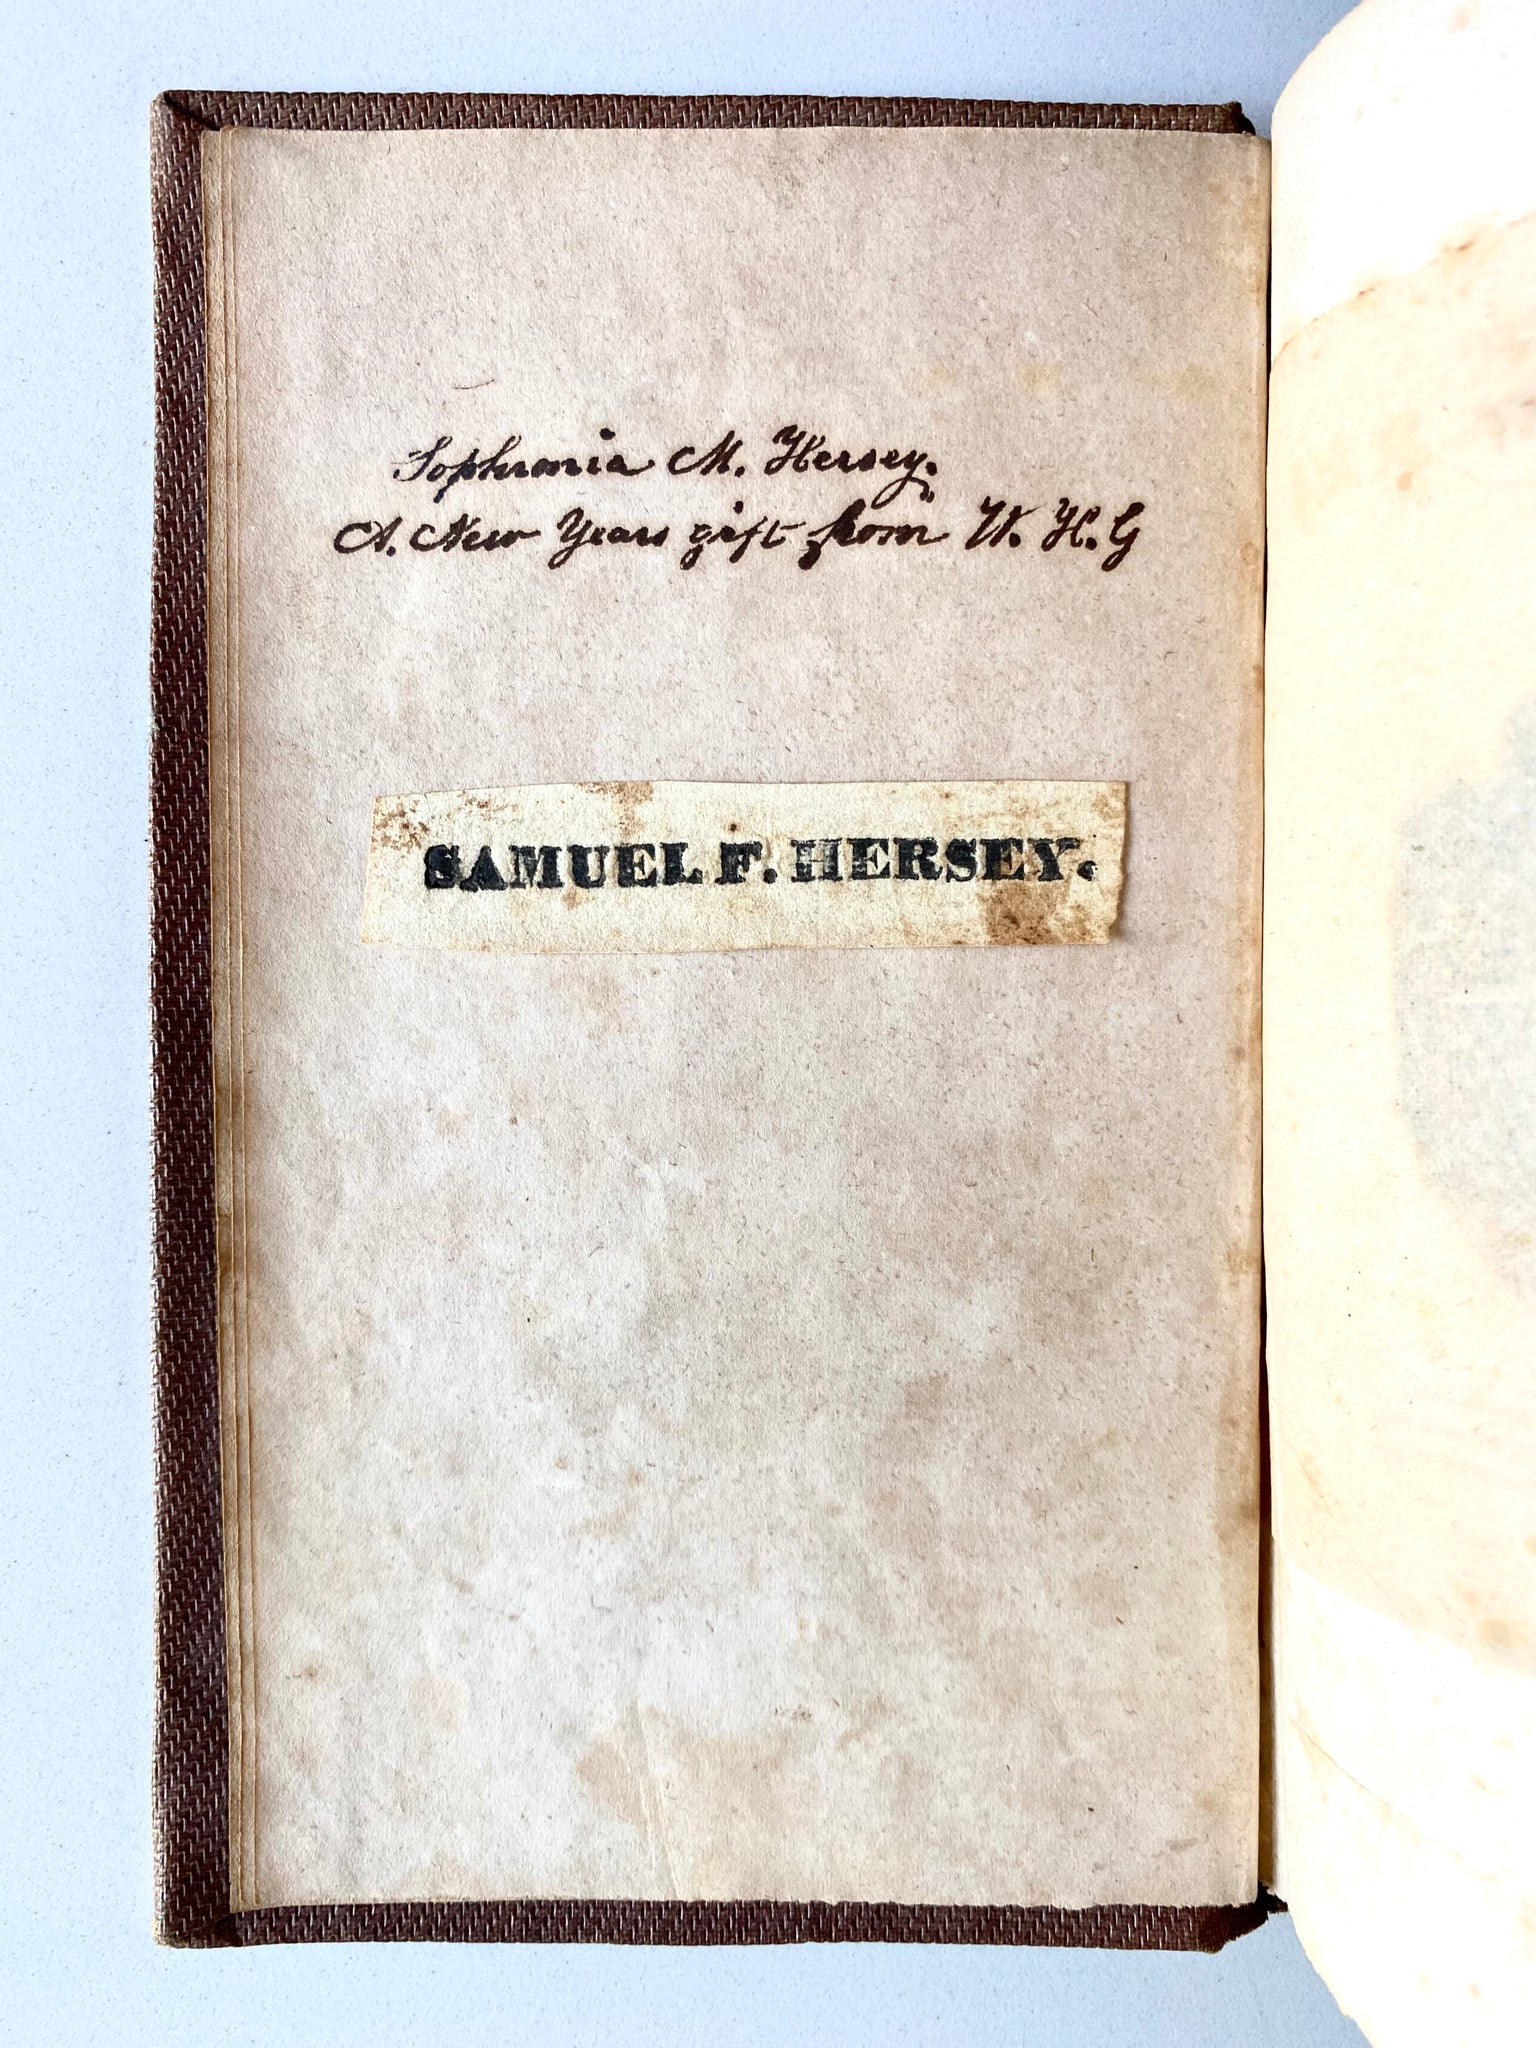 Sophronia M. Hersey.
A. New Years gift from W. H. G
SAMUEL F. HERSEY.